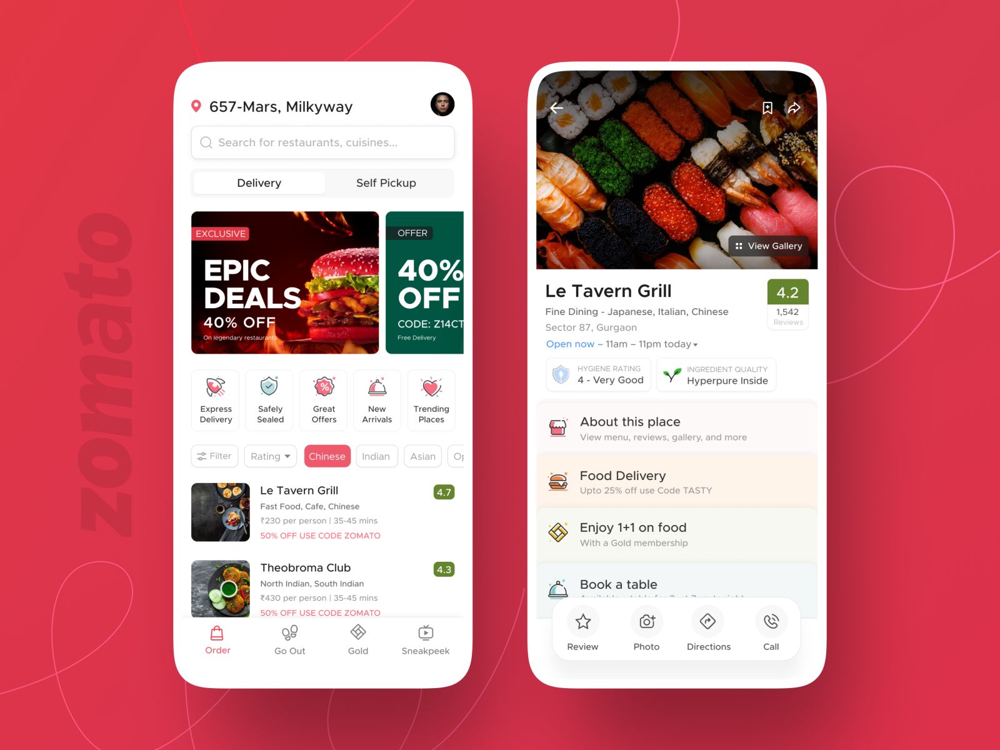 zomato
657-Mars, Milkyway
Search for restaurants, cuisines...
Delivery
Self Pickup
EXCLUSIVE
EPIC
DEALS
40% OFF
On legendary restaurants
OFFER
40%
OFF
CODE: Z14CT
Free Delivery
Express
Delivery
Safely
Sealed
Great
Offers
New
Arrivals
Trending
Places
Filter
Rating
Chinese
Indian
Asian
Op
Le Tavern Grill
4.7
Fast Food, Cafe, Chinese
₹230 per person | 35-45 mins
50% OFF USE CODE ZOMATO
Theobroma Club
4.3
North Indian, South Indian
₹430 per person | 35-45 mins
50% OFF USE CODE ZOMATO
Order
Go Out
Gold
Sneakpeek
View Gallery
Le Tavern Grill
4.2
1,542
Reviews
Fine Dining - Japanese, Italian, Chinese
Sector 87, Gurgaon
Open now – 11am – 11pm today
HYGIENE RATING
4 - Very Good
INGREDIENT QUALITY
Hyperpure Inside
About this place
View menu, reviews, gallery, and more
Food Delivery
Upto 25% off use Code TASTY
Enjoy 1+1 on food
With a Gold membership
Book a table
Review
Photo
Directions
Call